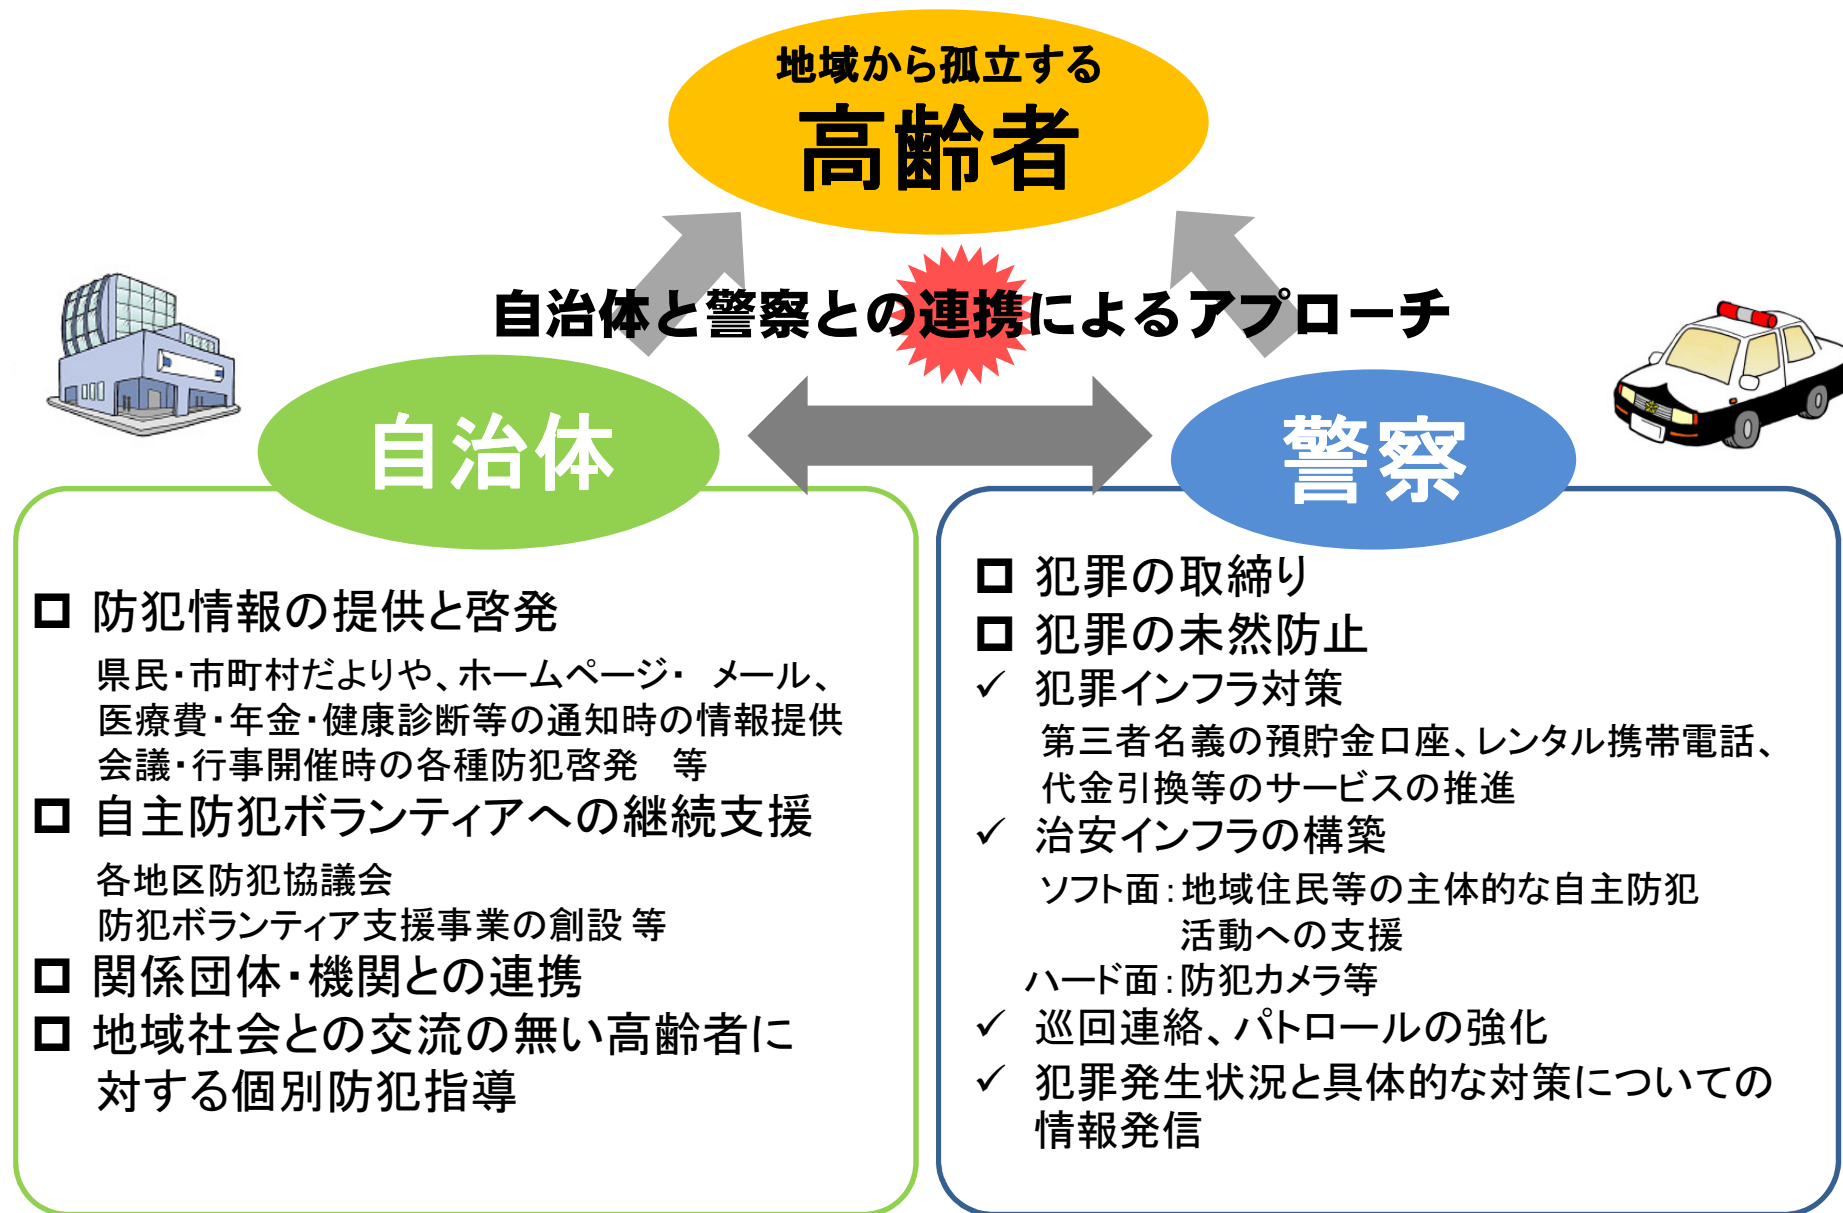 地域から孤立する
高齢者
自治体と警察との連携によるアプローチ
自治体
警察
防犯情報の提供と啓発
県民・市町村だよりや、ホームページ・ メール、
医療費・年金・健康診断等の通知時の情報提供
会議・行事開催時の各種防犯啓発 等
自主防犯ボランティアへの継続支援
各地区防犯協議会
防犯ボランティア支援事業の創設 等
関係団体・機関との連携
地域社会との交流の無い高齢者に
対する個別防犯指導
犯罪の取締り
犯罪の未然防止
✓ 犯罪インフラ対策
第三者名義の預貯金口座、レンタル携帯電話、
代金引換等のサービスの推進
✓ 治安インフラの構築
ソフト面：地域住民等の主体的な自主防犯
活動への支援
ハード面：防犯カメラ等
✓ 巡回連絡、パトロールの強化
✓ 犯罪発生状況と具体的な対策についての
情報発信